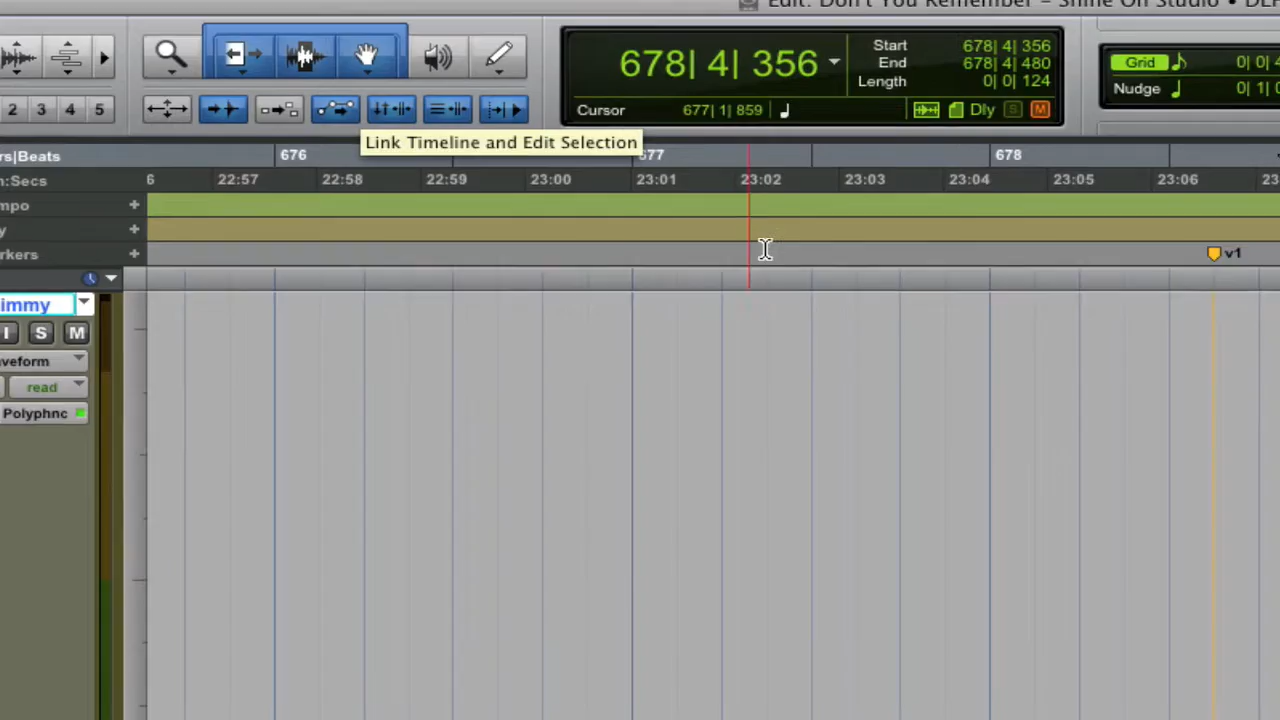 Edit: Don't You Remember – Shine On Studio •
678| 4| 356
Start 678| 4| 356
End 678| 4| 480
Length 0| 0| 124
Cursor 677| 1| 859
Dly S M
Grid 0| 0|
Nudge 0| 1|
2 3 4 5
Link Timeline and Edit Selection
rs|Beats 676 677 678
n:Secs 6 22:57 22:58 22:59 23:00 23:01 23:02 23:03 23:04 23:05 23:06 23
mpo +
y +
rkers + v1
immy
I S M
veform
read
Polyphnc